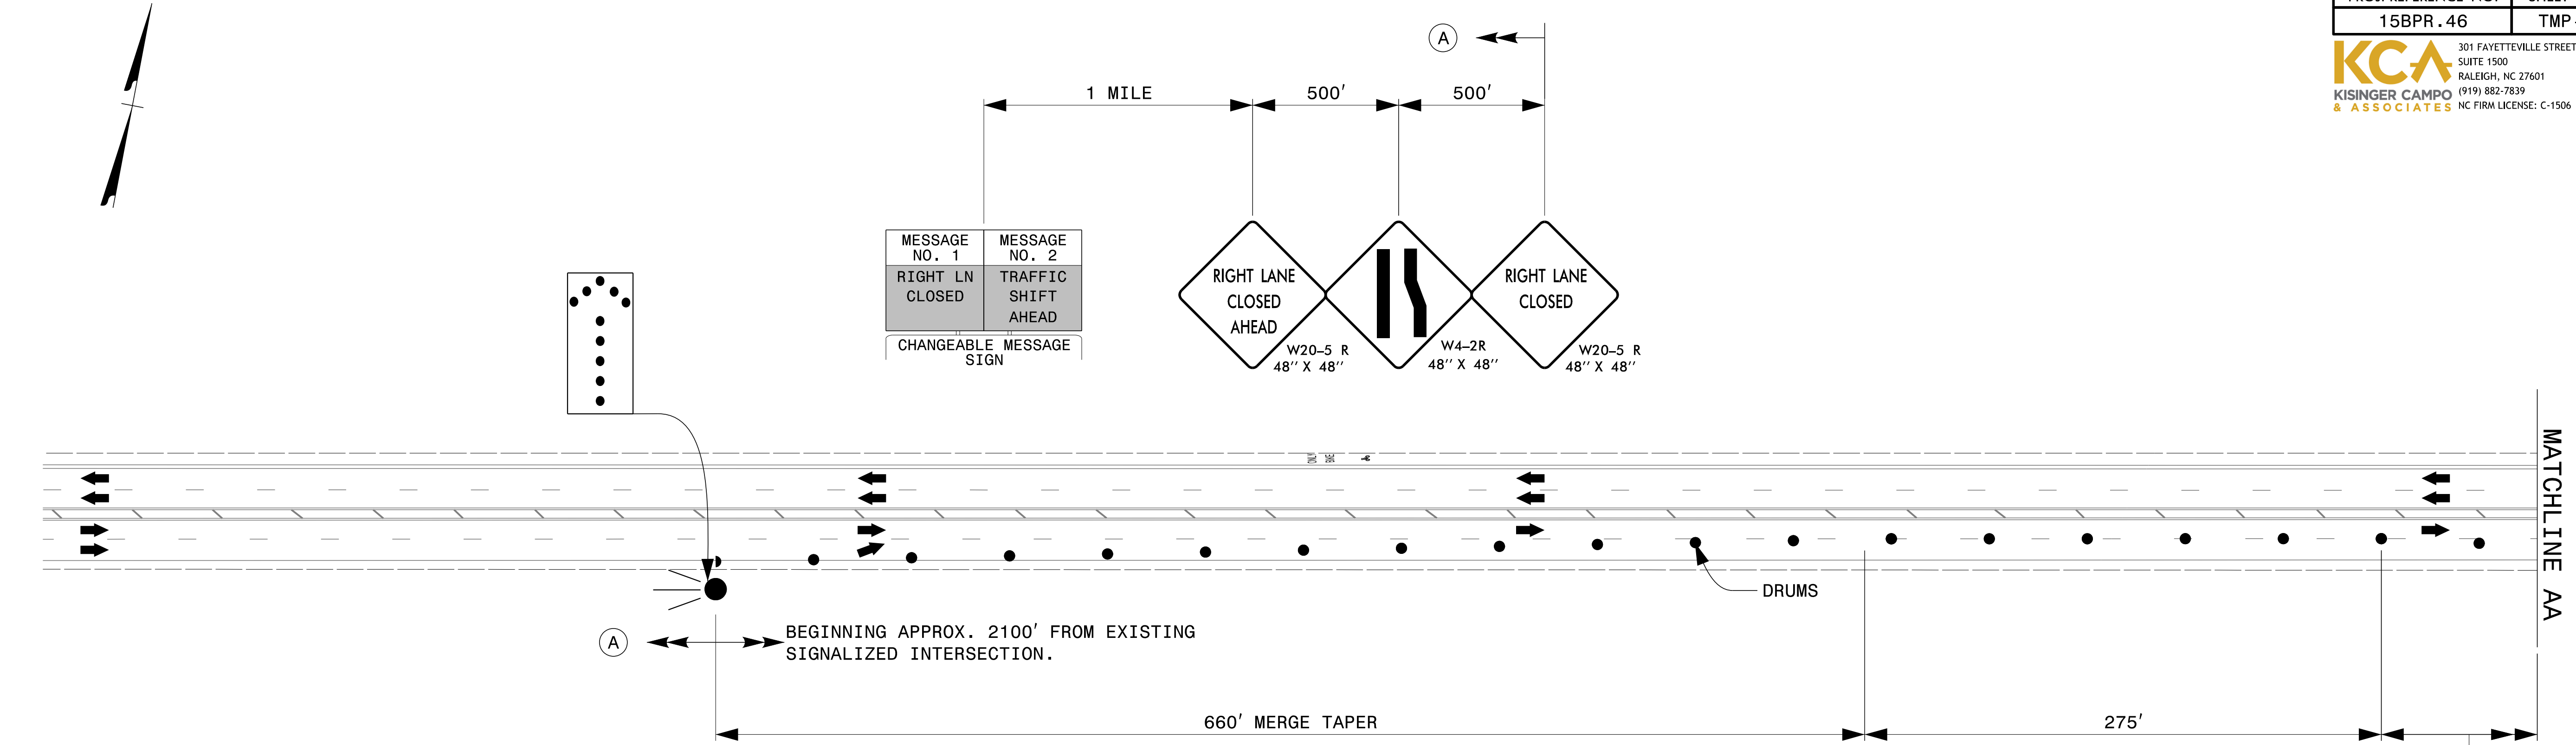 15BPR.46
TMP-
KCA
KISINGER CAMPO
& ASSOCIATES
301 FAYETTEVILLE STREET
SUITE 1500
RALEIGH, NC 27601
(919) 882-7839
NC FIRM LICENSE: C-1506
A
1 MILE
500'
500'
MESSAGE
NO. 1
MESSAGE
NO. 2
RIGHT LN
CLOSED
TRAFFIC
SHIFT
AHEAD
CHANGEABLE MESSAGE
SIGN
RIGHT LANE
CLOSED
AHEAD
W20-5 R
48'' X 48''
W4-2R
48'' X 48''
RIGHT LANE
CLOSED
W20-5 R
48'' X 48''
ONLY
BIKE
MATCHLINE AA
DRUMS
A
BEGINNING APPROX. 2100' FROM EXISTING
SIGNALIZED INTERSECTION.
660' MERGE TAPER
275'